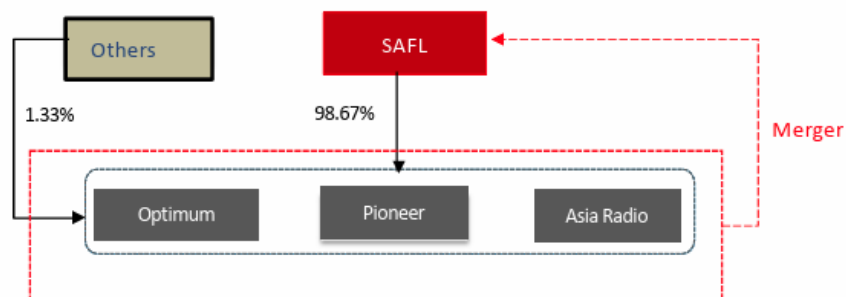 Others
SAFL
1.33%
98.67%
Merger
Optimum
Pioneer
Asia Radio